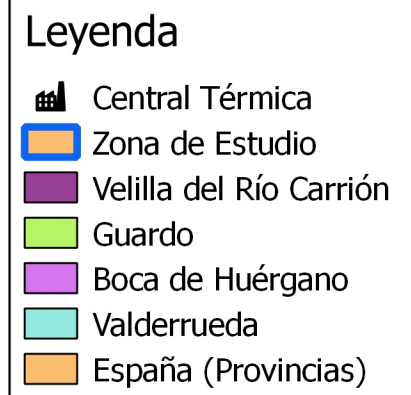 Leyenda
Central Térmica
Zona de Estudio
Velilla del Río Carrión
Guardo
Boca de Huérgano
Valderrueda
España (Provincias)